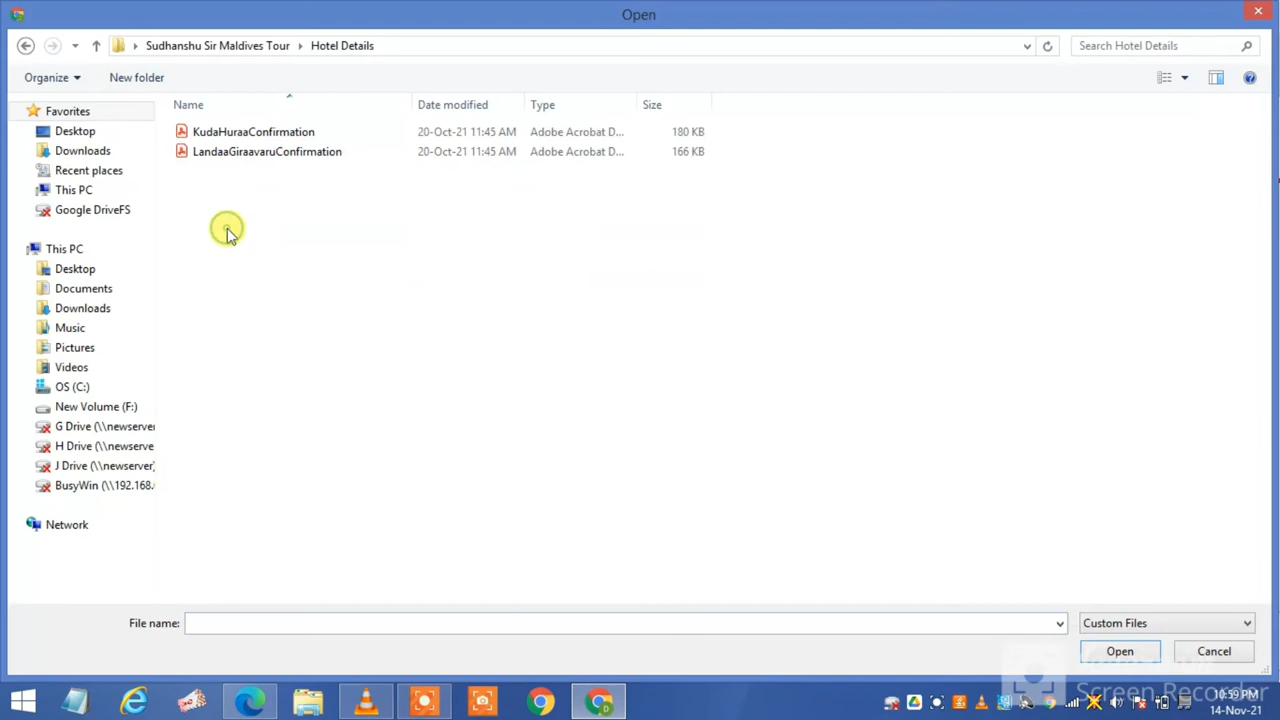 Open
Sudhanshu Sir Maldives Tour Hotel Details
Search Hotel Details
Organize New folder
Name Date modified Type Size
KudaHuraaConfirmation 20-Oct-21 11:45 AM Adobe Acrobat D... 180 KB
LandaaGiraavaruConfirmation 20-Oct-21 11:45 AM Adobe Acrobat D... 166 KB
Favorites
Desktop
Downloads
Recent places
This PC
Google DriveFS
This PC
Desktop
Documents
Downloads
Music
Pictures
Videos
OS (C:)
New Volume (F:)
G Drive (\\newserver
H Drive (\\newserve
J Drive (\\newserver)
BusyWin (\\192.168.
Network
File name: Custom Files
Open Cancel
Screen Recorder
10:59 PM
14-Nov-21